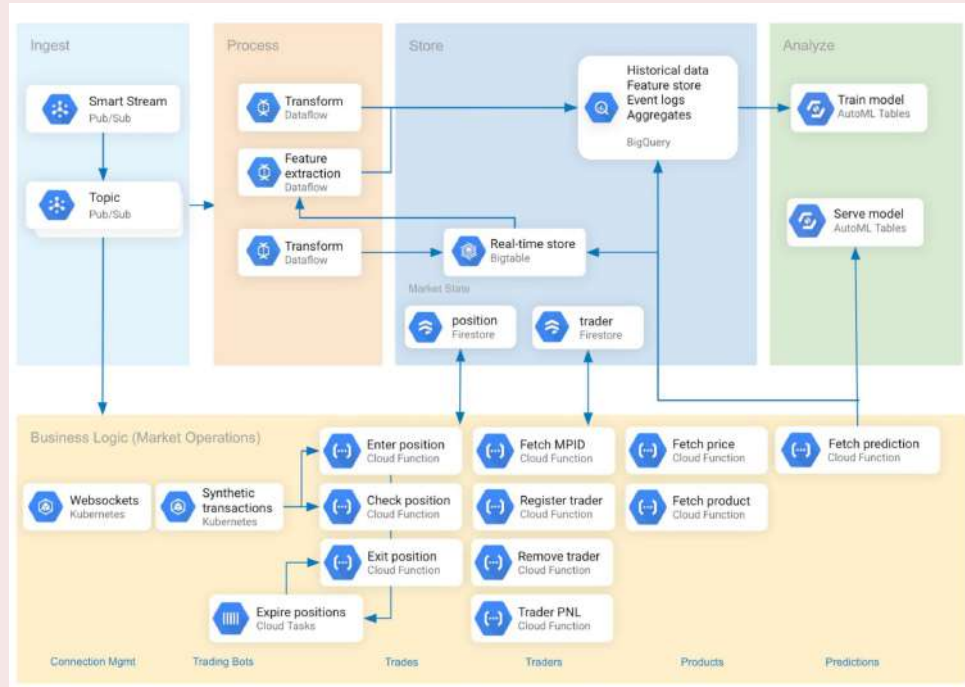 Ingest
Smart Stream
Pub/Sub
Topic
Pub/Sub
Process
Transform
Dataflow
Feature
extraction
Dataflow
Transform
Dataflow
Store
Historical data
Feature store
Event logs
Aggregates
BigQuery
Real-time store
Bigtable
Market State
position
Firestore
trader
Firestore
Analyze
Train model
AutoML Tables
Serve model
AutoML Tables
Business Logic (Market Operations)
Websockets
Kubernetes
Synthetic
transactions
Kubernetes
Enter position
Cloud Function
Check position
Cloud Function
Exit position
Cloud Function
Expire positions
Cloud Tasks
Fetch MPID
Cloud Function
Register trader
Cloud Function
Remove trader
Cloud Function
Trader PNL
Cloud Function
Fetch price
Cloud Function
Fetch product
Cloud Function
Fetch prediction
Cloud Function
Connection Mgmt
Trading Bots
Trades
Traders
Products
Predictions